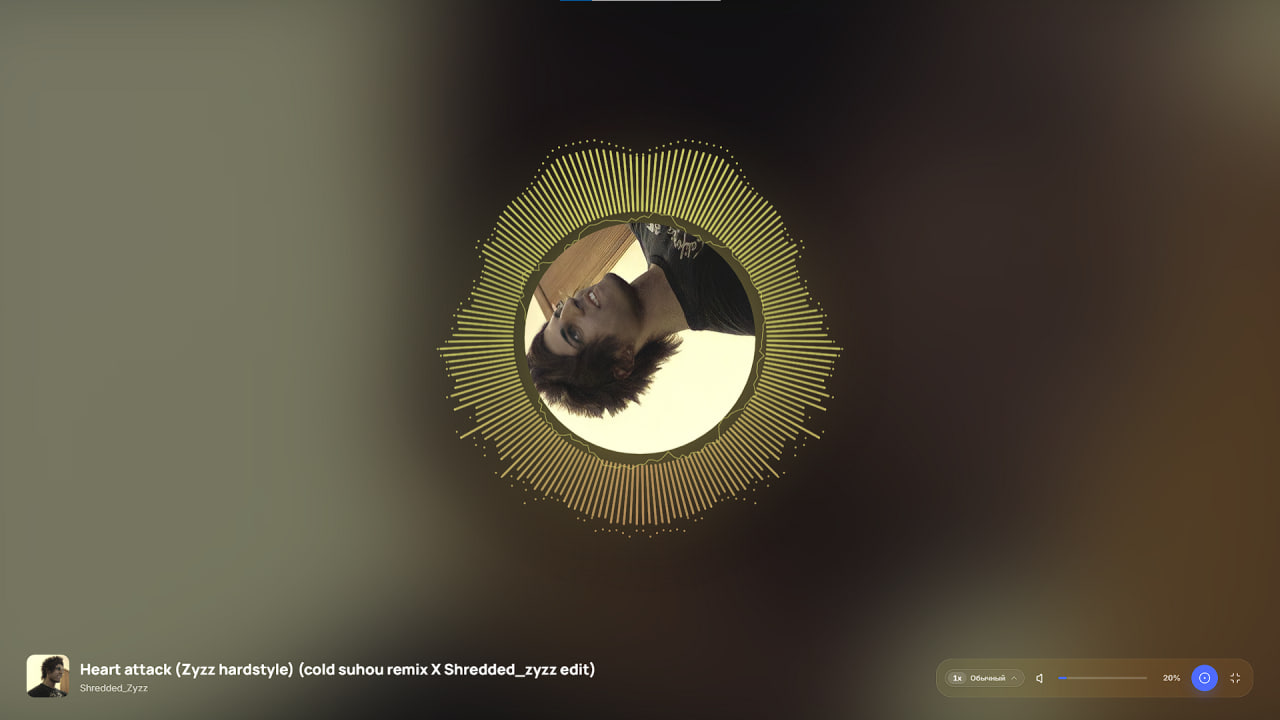 Heart attack (Zyzz hardstyle) (cold suhou remix X Shredded_zyzz edit)
Shredded_Zyzz
1x Обычный
20%